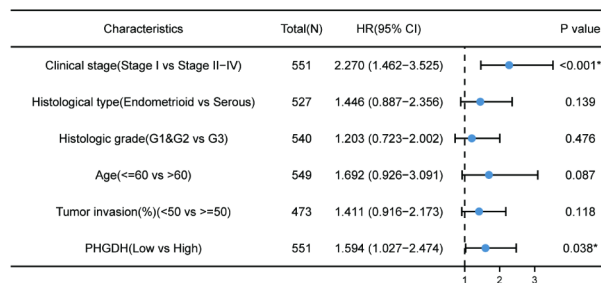 Characteristics Total(N) HR(95% CI) P value
Clinical stage(Stage I vs Stage II−IV) 551 2.270 (1.462−3.525) <0.001*
Histological type(Endometrioid vs Serous) 527 1.446 (0.887−2.356) 0.139
Histologic grade(G1&G2 vs G3) 540 1.203 (0.723−2.002) 0.476
Age(<=60 vs >60) 549 1.692 (0.926−3.091) 0.087
Tumor invasion(%)(<50 vs >=50) 473 1.411 (0.916−2.173) 0.118
PHGDH(Low vs High) 551 1.594 (1.027−2.474) 0.038*
1 2 3